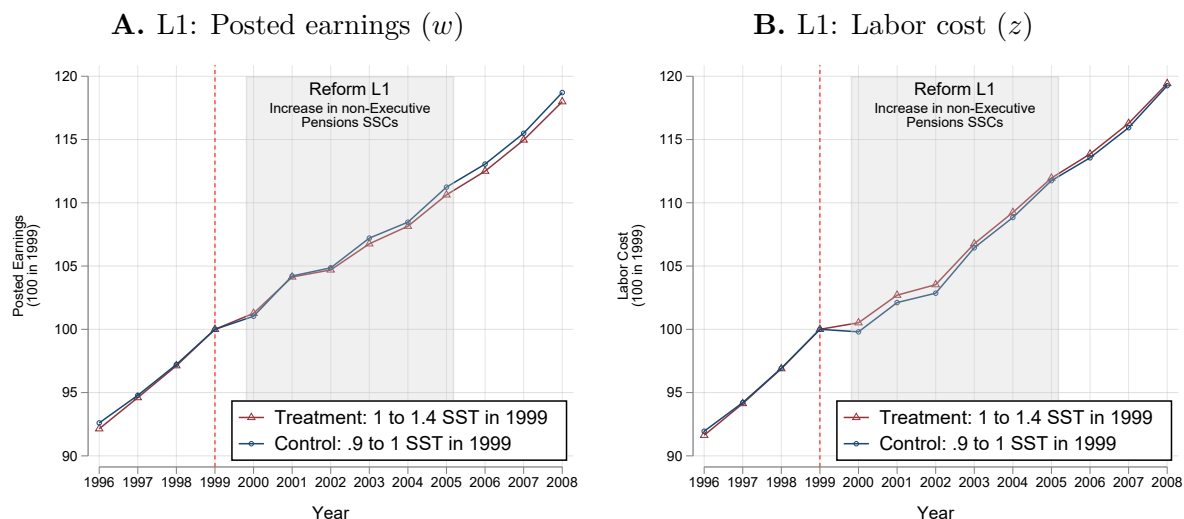 A. L1: Posted earnings (w)
120
115
110
105
100
95
90
Posted Earnings
(100 in 1999)
Reform L1
Increase in non-Executive
Pensions SSCs
Treatment: 1 to 1.4 SST in 1999
Control: .9 to 1 SST in 1999
1996 1997 1998 1999 2000 2001 2002 2003 2004 2005 2006 2007 2008
Year
B. L1: Labor cost (z)
120
115
110
105
100
95
90
Labor Cost
(100 in 1999)
Reform L1
Increase in non-Executive
Pensions SSCs
Treatment: 1 to 1.4 SST in 1999
Control: .9 to 1 SST in 1999
1996 1997 1998 1999 2000 2001 2002 2003 2004 2005 2006 2007 2008
Year